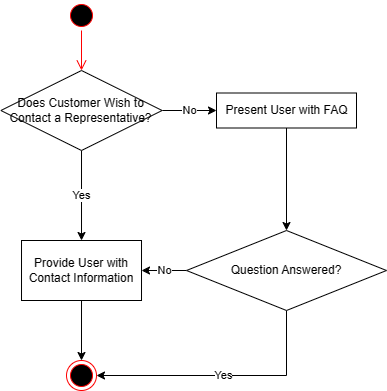 Does Customer Wish to
Contact a Representative?
No
Present User with FAQ
Yes
Provide User with
Contact Information
No
Question Answered?
Yes